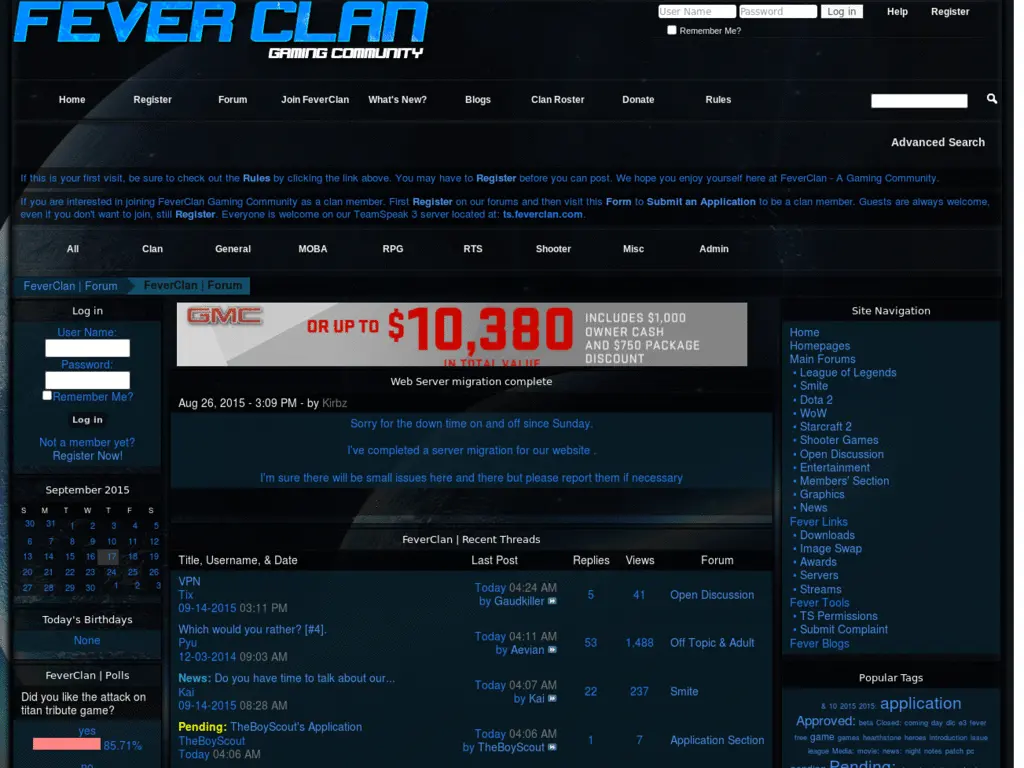 FEVER CLAN
GAMING COMMUNITY
User Name Password Log in Help Register
Remember Me?
Home Register Forum Join FeverClan What's New? Blogs Clan Roster Donate Rules
Advanced Search
If this is your first visit, be sure to check out the Rules by clicking the link above. You may have to Register before you can post. We hope you enjoy yourself here at FeverClan - A Gaming Community.
If you are interested in joining FeverClan Gaming Community as a clan member. First Register on our forums and then visit this Form to Submit an Application to be a clan member. Guests are always welcome,
even if you don't want to join, still Register. Everyone is welcome on our TeamSpeak 3 server located at: ts.feverclan.com.
All Clan General MOBA RPG RTS Shooter Misc Admin
FeverClan | Forum FeverClan | Forum
Log in
User Name:
Password:
Remember Me?
Log in
Not a member yet?
Register Now!
September 2015
S M T W T F S
30 31 1 2 3 4 5
6 7 8 9 10 11 12
13 14 15 16 17 18 19
20 21 22 23 24 25 26
27 28 29 30 1 2 3
Today's Birthdays
None
FeverClan | Polls
Did you like the attack on
titan tribute game?
yes
85.71%
no
GMC
OR UP TO $10,380
IN TOTAL VALUE
INCLUDES $1,000
OWNER CASH
AND $750 PACKAGE
DISCOUNT
Web Server migration complete
Aug 26, 2015 - 3:09 PM - by Kirbz
Sorry for the down time on and off since Sunday.
I've completed a server migration for our website .
I'm sure there will be small issues here and there but please report them if necessary
FeverClan | Recent Threads
Title, Username, & Date Last Post Replies Views Forum
VPN
Tix
09-14-2015 03:11 PM
Today 04:24 AM
by Gaudkiller
5 41 Open Discussion
Which would you rather? [#4].
Pyu
12-03-2014 09:03 AM
Today 04:11 AM
by Aevian
53 1,488 Off Topic & Adult
News: Do you have time to talk about our...
Kai
09-14-2015 08:28 AM
Today 04:07 AM
by Kai
22 237 Smite
Pending: TheBoyScout's Application
TheBoyScout
Today 04:06 AM
Today 04:06 AM
by TheBoyScout
1 7 Application Section
Site Navigation
Home
Homepages
Main Forums
• League of Legends
• Smite
• Dota 2
• WoW
• Starcraft 2
• Shooter Games
• Open Discussion
• Entertainment
• Members' Section
• Graphics
• News
Fever Links
• Downloads
• Image Swap
• Awards
• Servers
• Streams
Fever Tools
• TS Permissions
• Submit Complaint
Fever Blogs
Popular Tags
& 10 2015 2015: application
Approved: beta Closed: coming day dlc e3 fever
free game games hearthstone heroes Introduction issue
league Media: movie: news: night notes patch pc
pending Pending: